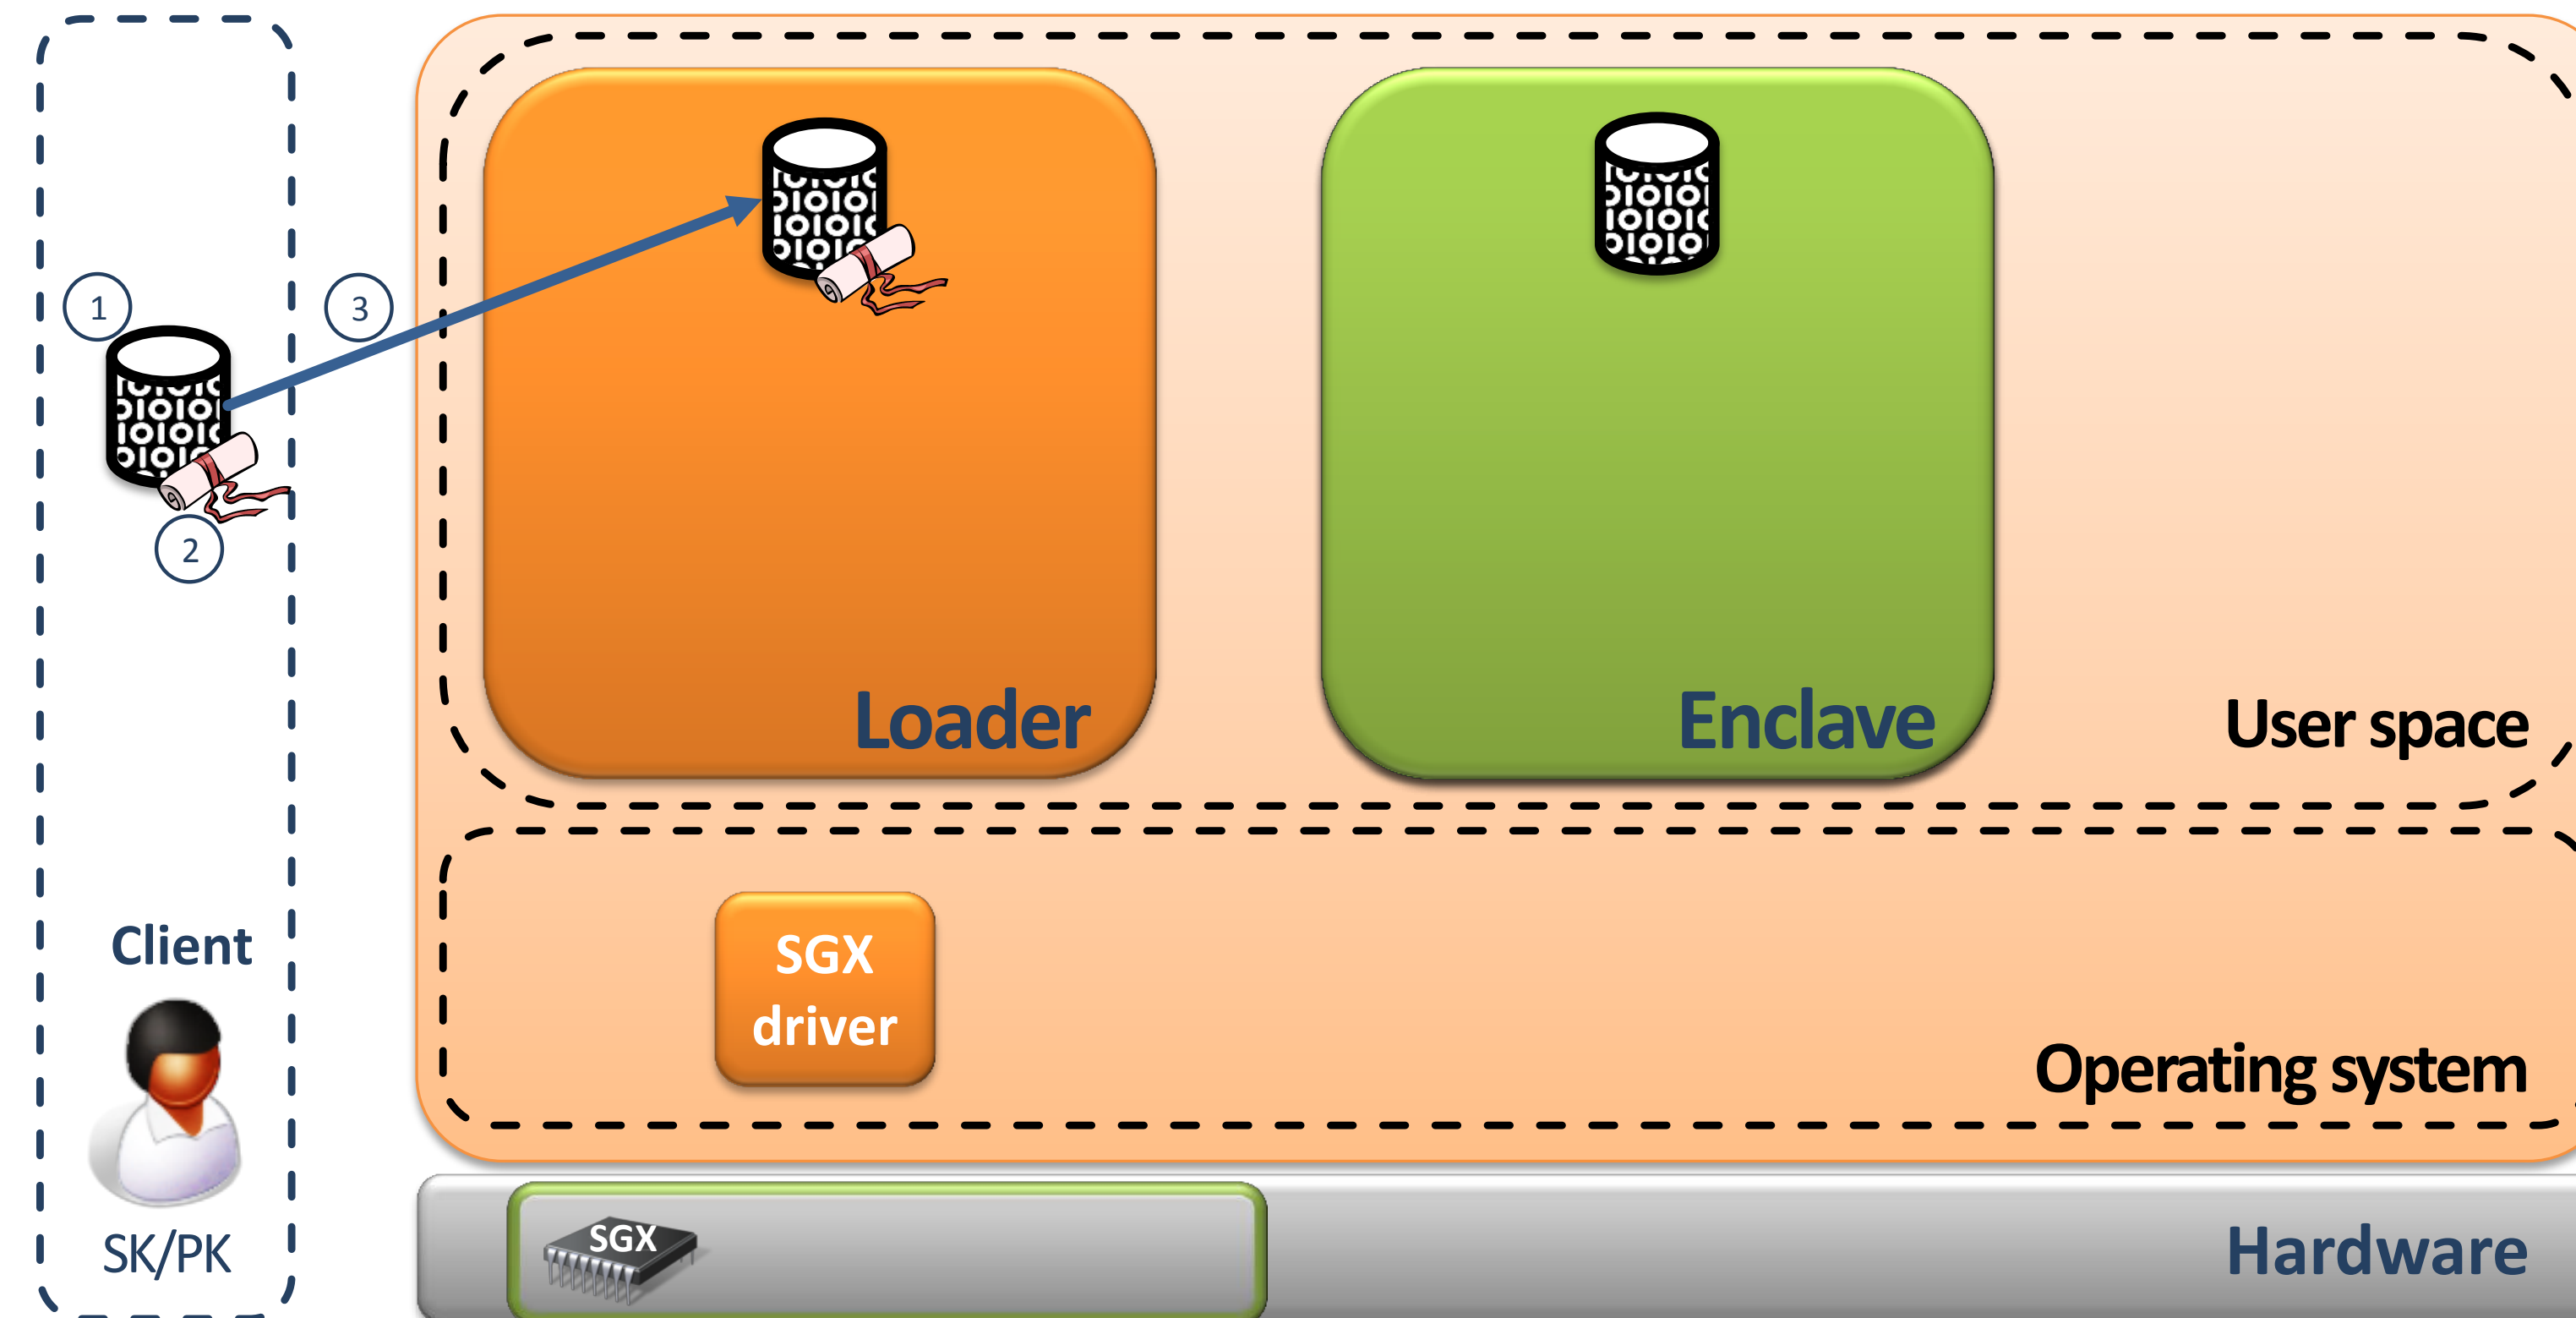 1
2
3
Loader
Enclave
User space
Client
SGX
driver
Operating system
SK/PK
SGX
Hardware